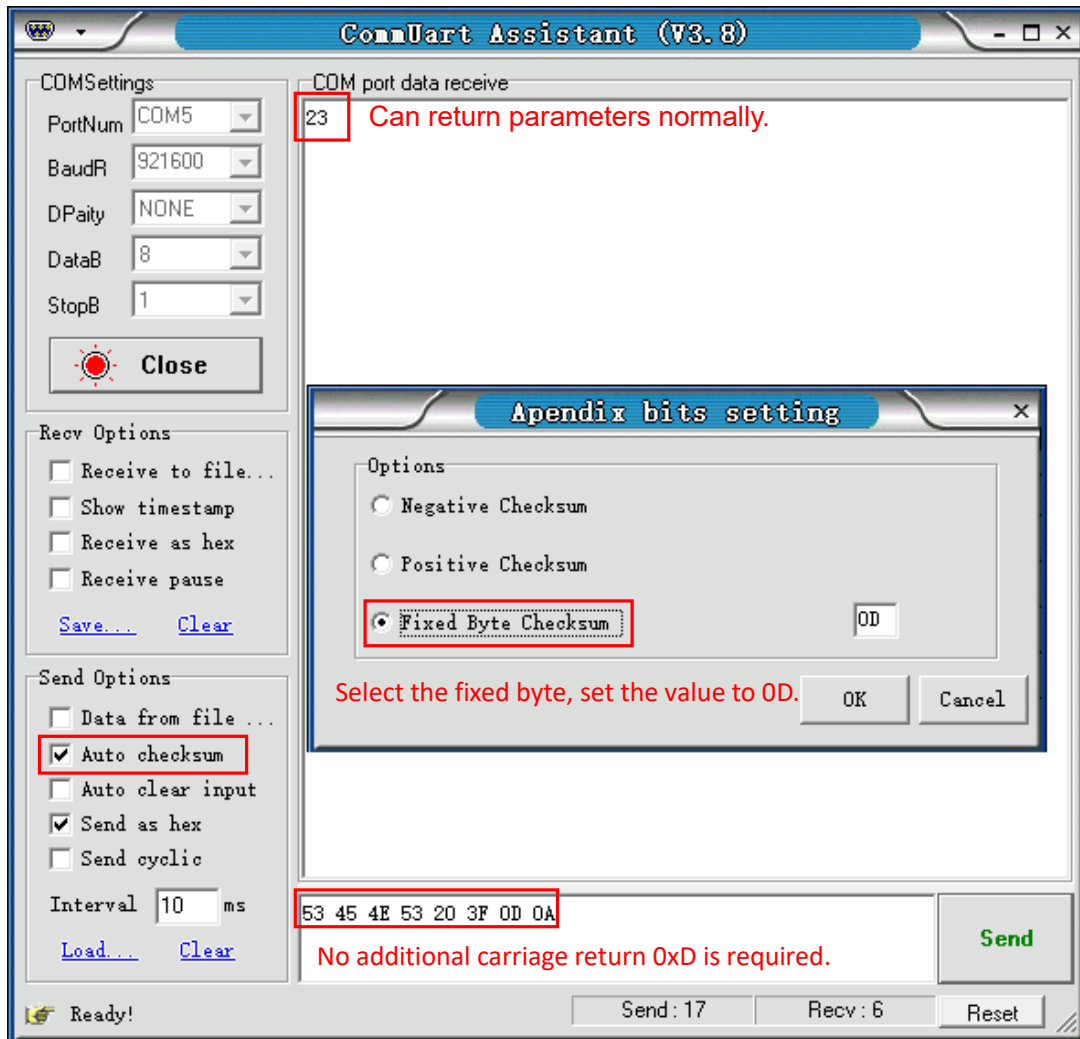 CommUart Assistant (V3.8)
COMSettings
PortNum COM5
BaudR 921600
DPaity NONE
DataB 8
StopB 1
Close
Recv Options
Receive to file...
Show timestamp
Receive as hex
Receive pause
Save... Clear
Send Options
Data from file ...
Auto checksum
Auto clear input
Send as hex
Send cyclic
Interval 10 ms
Load... Clear
COM port data receive
23 Can return parameters normally.
Apendix bits setting
Options
Negative Checksum
Positive Checksum
Fixed Byte Checksum 0D
Select the fixed byte, set the value to 0D.
OK Cancel
53 45 4E 53 20 3F 0D 0A
No additional carriage return 0xD is required.
Send
Ready! Send : 17 Recv : 6 Reset